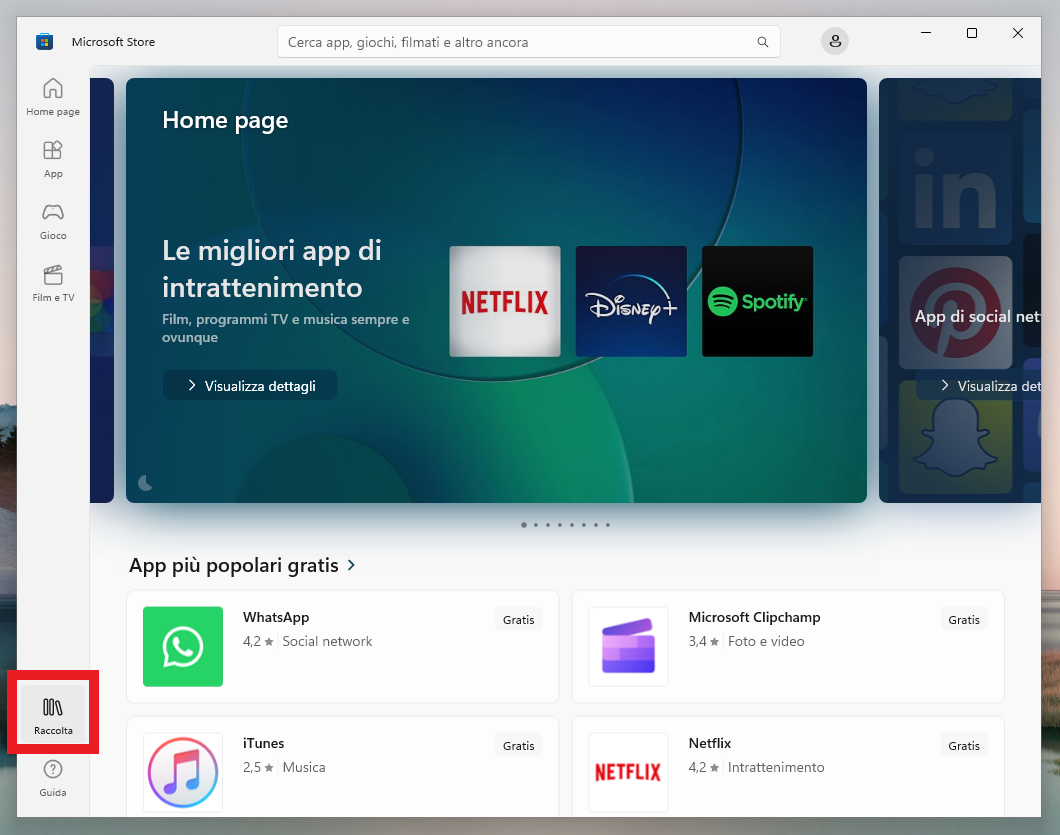 Microsoft Store
Cerca app, giochi, filmati e altro ancora
Home page
App
Gioco
Film e TV
Raccolta
Guida
Home page
Le migliori app di
intrattenimento
Film, programmi TV e musica sempre e
ovunque
Visualizza dettagli
NETFLIX
Disney+
Spotify
in
App di social net
Visualizza det
App più popolari gratis
WhatsApp
4,2 ★ Social network
Gratis
Microsoft Clipchamp
3,4 ★ Foto e video
Gratis
iTunes
2,5 ★ Musica
Gratis
NETFLIX
Netflix
4,2 ★ Intrattenimento
Gratis